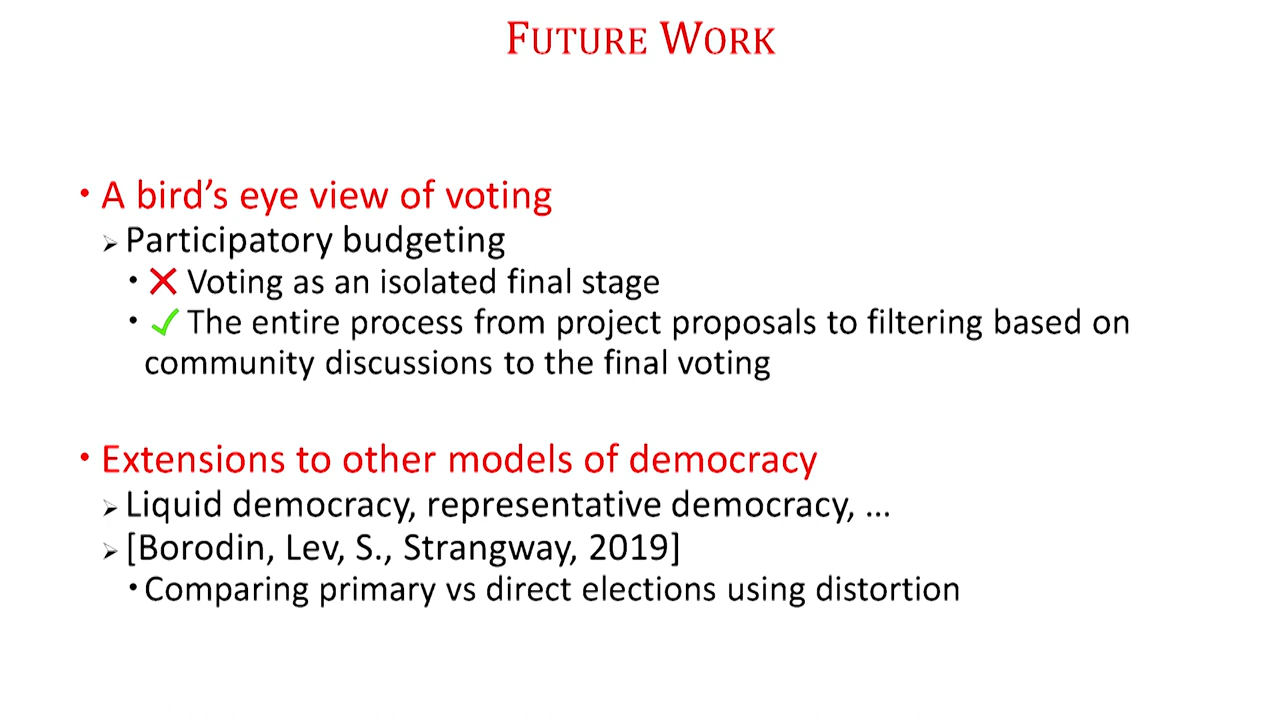 FUTURE WORK
• A bird's eye view of voting
➢ Participatory budgeting
• ❌ Voting as an isolated final stage
• ✓ The entire process from project proposals to filtering based on
community discussions to the final voting
• Extensions to other models of democracy
➢ Liquid democracy, representative democracy, ...
➢ [Borodin, Lev, S., Strangway, 2019]
• Comparing primary vs direct elections using distortion